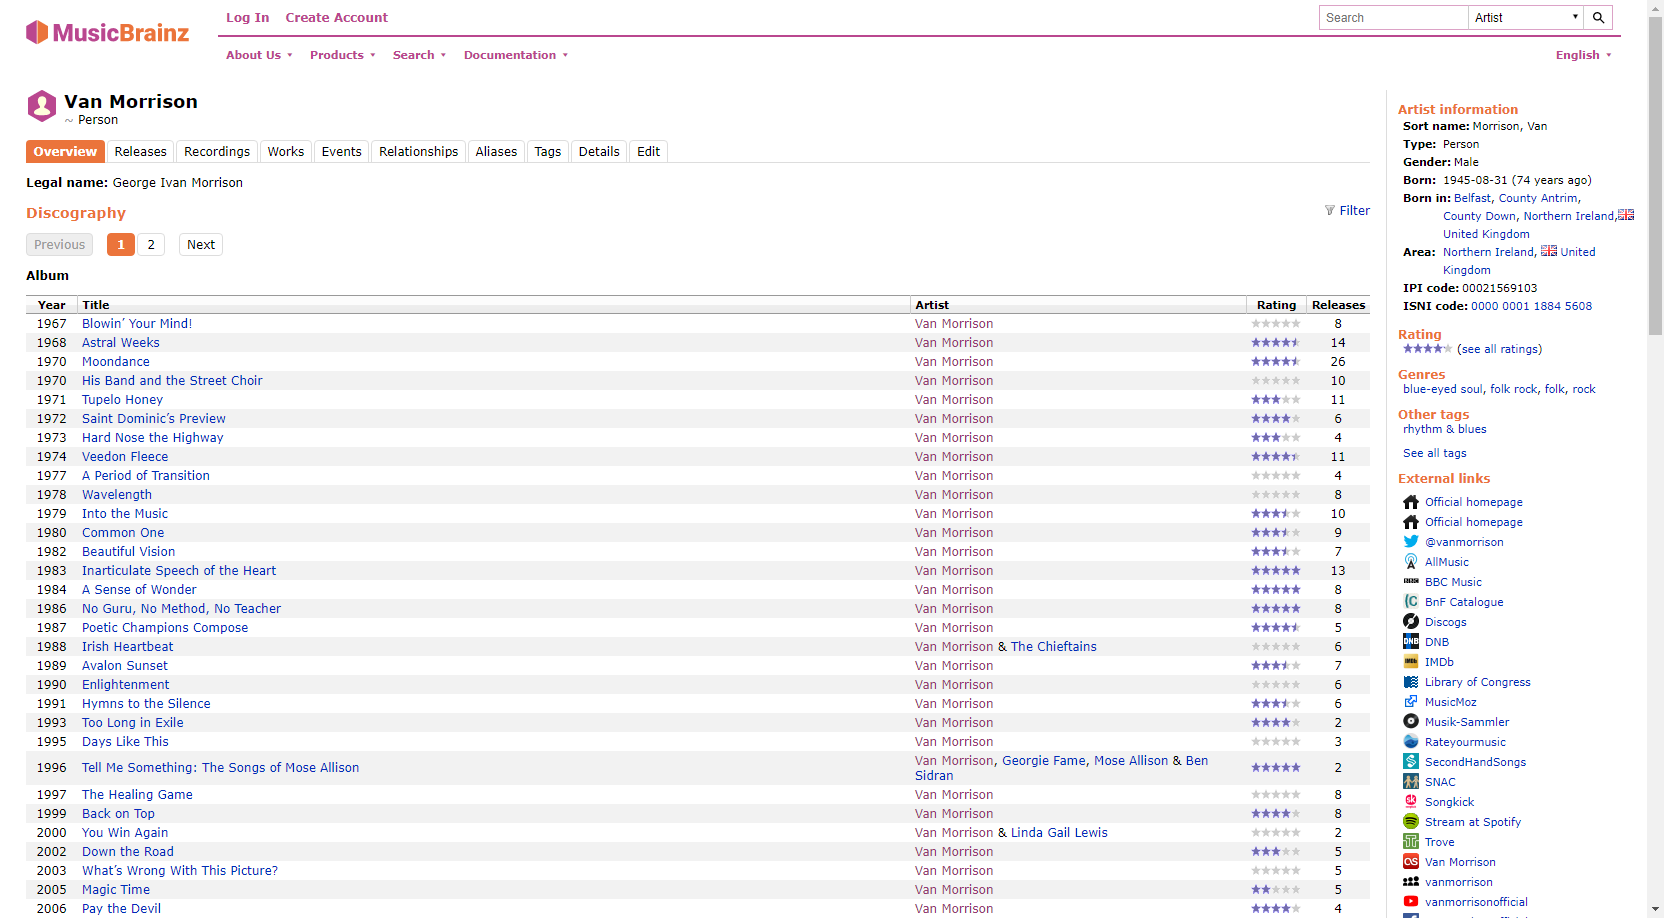 MusicBrainz
Log In Create Account
Search Artist
About Us Products Search Documentation English
Van Morrison
~ Person
Overview Releases Recordings Works Events Relationships Aliases Tags Details Edit
Legal name: George Ivan Morrison
Discography Filter
Previous 1 2 Next
Album
Year Title Artist Rating Releases
1967 Blowin’ Your Mind! Van Morrison 8
1968 Astral Weeks Van Morrison 14
1970 Moondance Van Morrison 26
1970 His Band and the Street Choir Van Morrison 10
1971 Tupelo Honey Van Morrison 11
1972 Saint Dominic’s Preview Van Morrison 6
1973 Hard Nose the Highway Van Morrison 4
1974 Veedon Fleece Van Morrison 11
1977 A Period of Transition Van Morrison 4
1978 Wavelength Van Morrison 8
1979 Into the Music Van Morrison 10
1980 Common One Van Morrison 9
1982 Beautiful Vision Van Morrison 7
1983 Inarticulate Speech of the Heart Van Morrison 13
1984 A Sense of Wonder Van Morrison 8
1986 No Guru, No Method, No Teacher Van Morrison 8
1987 Poetic Champions Compose Van Morrison 5
1988 Irish Heartbeat Van Morrison & The Chieftains 6
1989 Avalon Sunset Van Morrison 7
1990 Enlightenment Van Morrison 6
1991 Hymns to the Silence Van Morrison 6
1993 Too Long in Exile Van Morrison 2
1995 Days Like This Van Morrison 3
1996 Tell Me Something: The Songs of Mose Allison Van Morrison, Georgie Fame, Mose Allison & Ben 2
Sidran
1997 The Healing Game Van Morrison 8
1999 Back on Top Van Morrison 8
2000 You Win Again Van Morrison & Linda Gail Lewis 2
2002 Down the Road Van Morrison 5
2003 What’s Wrong With This Picture? Van Morrison 5
2005 Magic Time Van Morrison 5
2006 Pay the Devil Van Morrison 4
Artist information
Sort name: Morrison, Van
Type: Person
Gender: Male
Born: 1945-08-31 (74 years ago)
Born in: Belfast, County Antrim,
County Down, Northern Ireland,
United Kingdom
Area: Northern Ireland, United
Kingdom
IPI code: 00021569103
ISNI code: 0000 0001 1884 5608
Rating
(see all ratings)
Genres
blue-eyed soul, folk rock, folk, rock
Other tags
rhythm & blues
See all tags
External links
Official homepage
Official homepage
@vanmorrison
AllMusic
BBC Music
BnF Catalogue
Discogs
DNB DNB
IMDb IMDb
Library of Congress
MusicMoz
Musik-Sammler
Rateyourmusic
SecondHandSongs
SNAC
Songkick
Stream at Spotify
Trove
Van Morrison
vanmorrison
vanmorrisonofficial